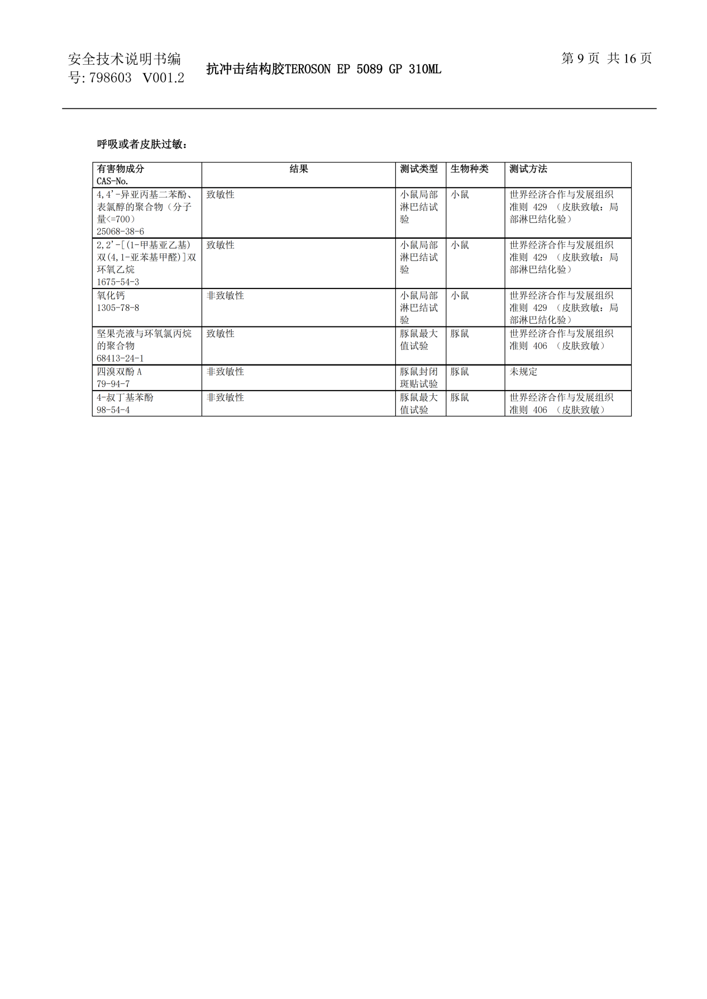 安全技术说明书编
号: 798603 V001.2
抗冲击结构胶TEROSON EP 5089 GP 310ML
第 9 页 共 16 页
呼吸或者皮肤过敏:
有害物成分
CAS-No.
结果
测试类型
生物种类
测试方法
4,4'-异亚丙基二苯酚、
表氯醇的聚合物（分子
量<=700）
25068-38-6
致敏性
小鼠局部
淋巴结试
验
小鼠
世界经济合作与发展组织
准则 429 （皮肤致敏: 局
部淋巴结化验）
2,2'-[(1-甲基亚乙基)
双(4,1-亚苯基甲醛)]双
环氧乙烷
1675-54-3
致敏性
小鼠局部
淋巴结试
验
小鼠
世界经济合作与发展组织
准则 429 （皮肤致敏: 局
部淋巴结化验）
氧化钙
1305-78-8
非致敏性
小鼠局部
淋巴结试
验
小鼠
世界经济合作与发展组织
准则 429 （皮肤致敏: 局
部淋巴结化验）
坚果壳液与环氧氯丙烷
的聚合物
68413-24-1
致敏性
豚鼠最大
值试验
豚鼠
世界经济合作与发展组织
准则 406 （皮肤致敏）
四溴双酚 A
79-94-7
非致敏性
豚鼠封闭
斑贴试验
豚鼠
未规定
4-叔丁基苯酚
98-54-4
非致敏性
豚鼠最大
值试验
豚鼠
世界经济合作与发展组织
准则 406 （皮肤致敏）